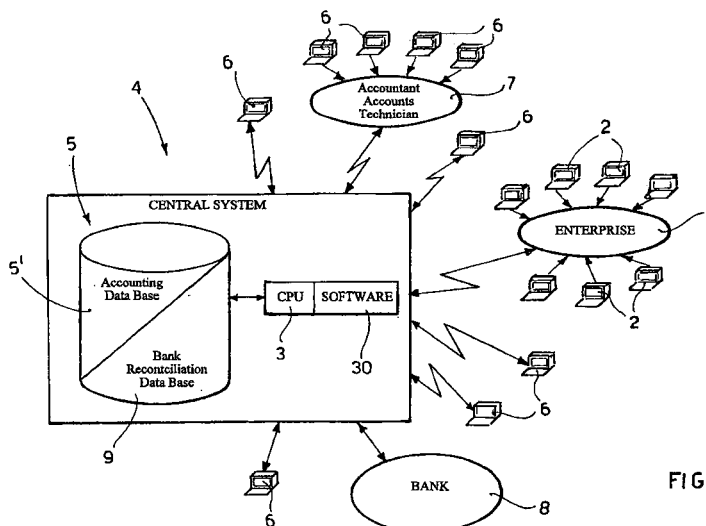 6
6
6
6
6
4
Accountant
Accounts
Technician
7
6
2
5
CENTRAL SYSTEM
5'
Accounting
Data Base
ENTERPRISE
CPU SOFTWARE
3
30
2
2
Bank
Recontciliation
Data Base
9
6
6
6
BANK
8
FIG